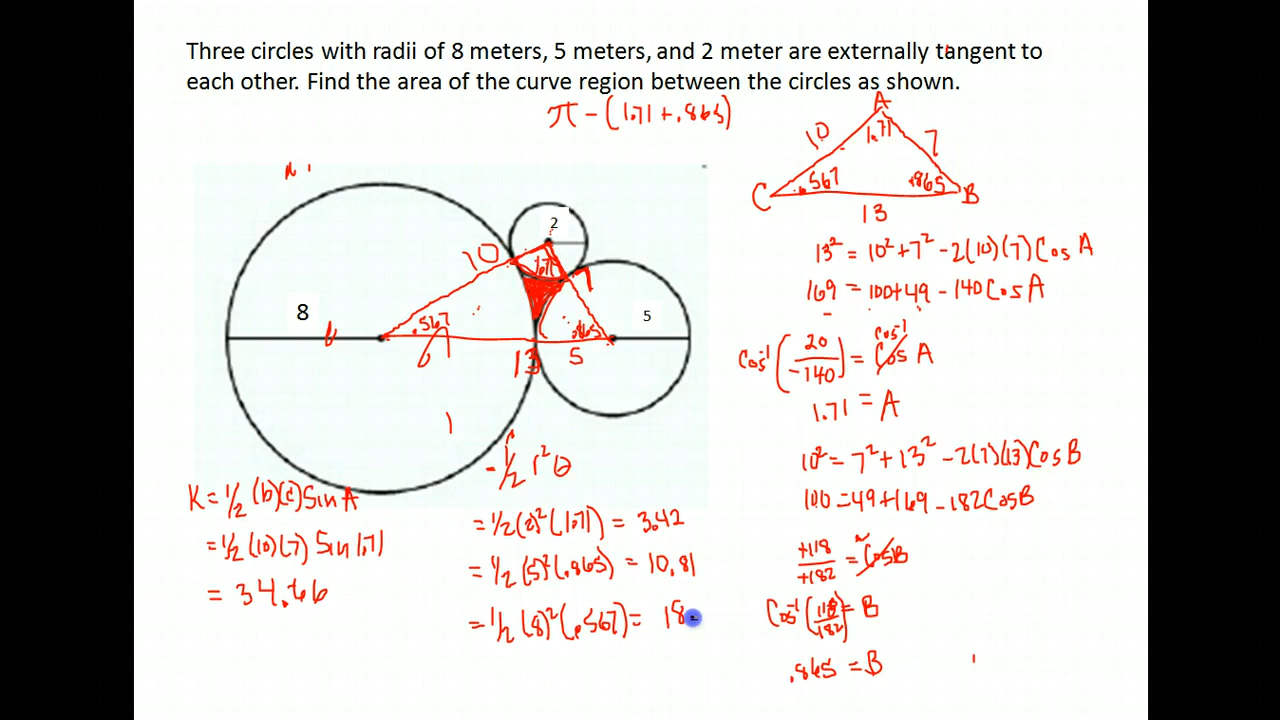 Three circles with radii of 8 meters, 5 meters, and 2 meter are externally tangent to
each other. Find the area of the curve region between the circles as shown.
π - (1.71 + .865)
A
10
1.71
7
C
.567
.865
B
13
2
10
1.71
7
8
.567
.865
5
13
5
13² = 10² + 7² - 2(10)(7) Cos A
169 = 100 + 49 - 140 Cos A
Cos⁻¹ (20/-140) = Cos⁻¹ Cos A
1.71 = A
10² = 7² + 13² - 2(7)(13) Cos B
100 = 49 + 169 - 182 Cos B
+118/+182 = Cos B
Cos⁻¹ (118/182) = B
.865 = B
K = 1/2 (b)(c) Sin A
= 1/2 (10)(7) Sin 1.71
= 34.66
- 1/2 r² θ
= 1/2 (2)² (1.71) = 3.42
= 1/2 (5)² (.865) = 10.81
= 1/2 (8)² (.567) = 18